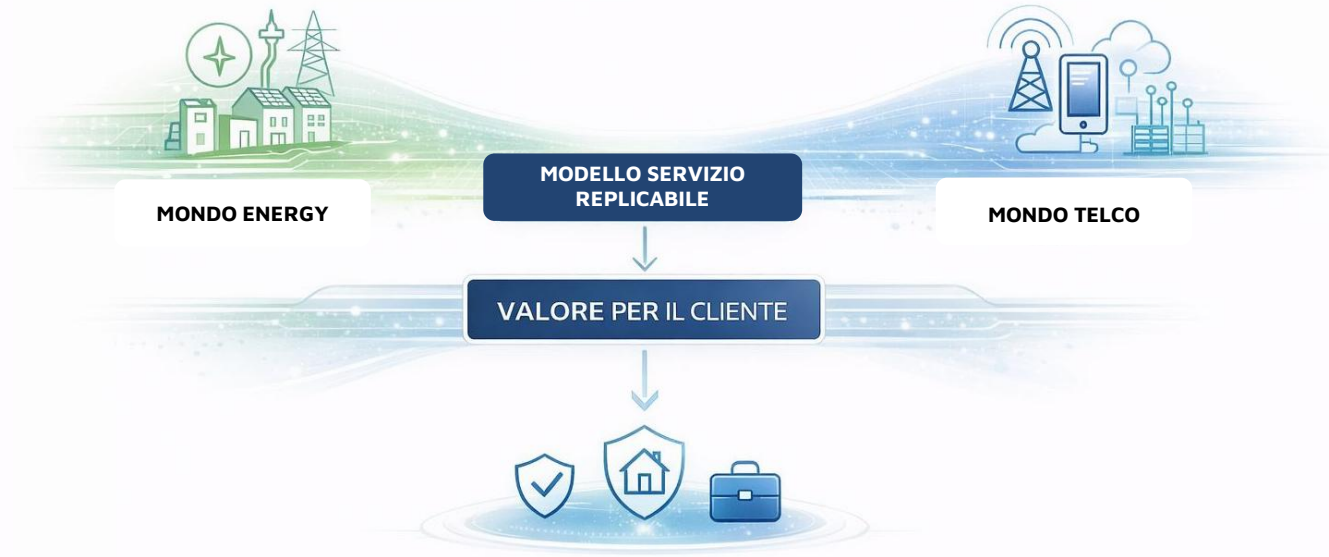 MODELLO SERVIZIO
REPLICABILE
MONDO ENERGY
MONDO TELCO
VALORE PER IL CLIENTE